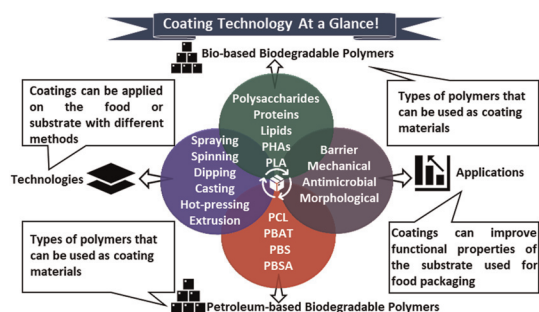 Coating Technology At a Glance!
Bio-based Biodegradable Polymers
Coatings can be applied
on the food or
substrate with different
methods
Types of polymers that
can be used as coating
materials
Polysaccharides
Proteins
Lipids
PHAs
PLA
Spraying
Spinning
Dipping
Casting
Hot-pressing
Extrusion
Barrier
Mechanical
Antimicrobial
Morphological
Technologies
Applications
PCL
PBAT
PBS
PBSA
Types of polymers that
can be used as coating
materials
Coatings can improve
functional properties of
the substrate used for
food packaging
Petroleum-based Biodegradable Polymers